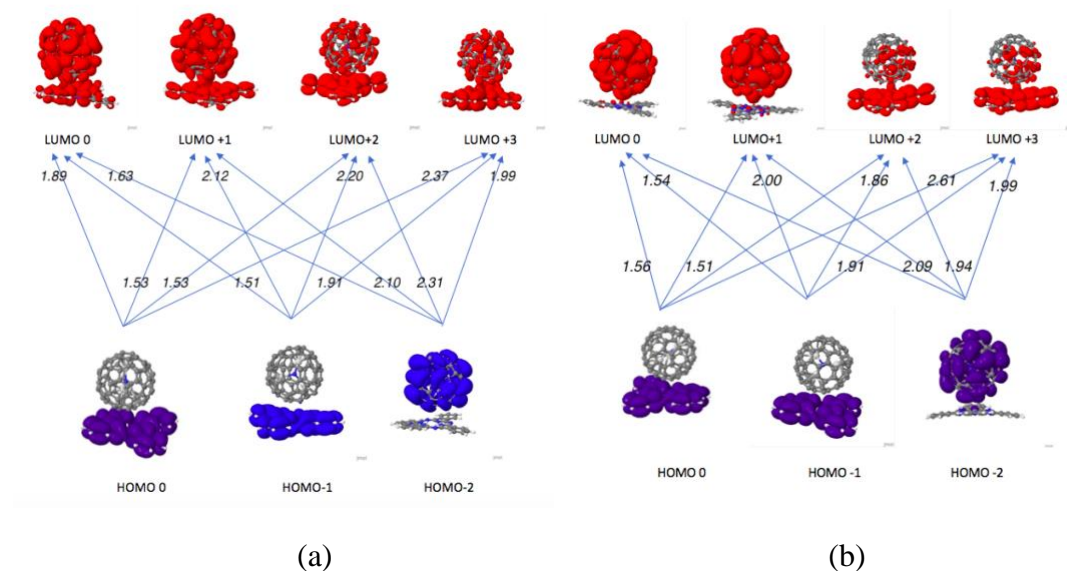 LUMO 0 LUMO +1 LUMO+2 LUMO +3
1.89 1.63 2.12 2.20 2.37 1.99
1.53 1.53 1.51 1.91 2.10 2.31
HOMO 0 HOMO-1 HOMO-2
(a)
LUMO 0 LUMO+1 LUMO +2 LUMO +3
1.54 2.00 1.86 2.61 1.99
1.56 1.51 1.91 2.09 1.94
HOMO 0 HOMO -1 HOMO -2
(b)